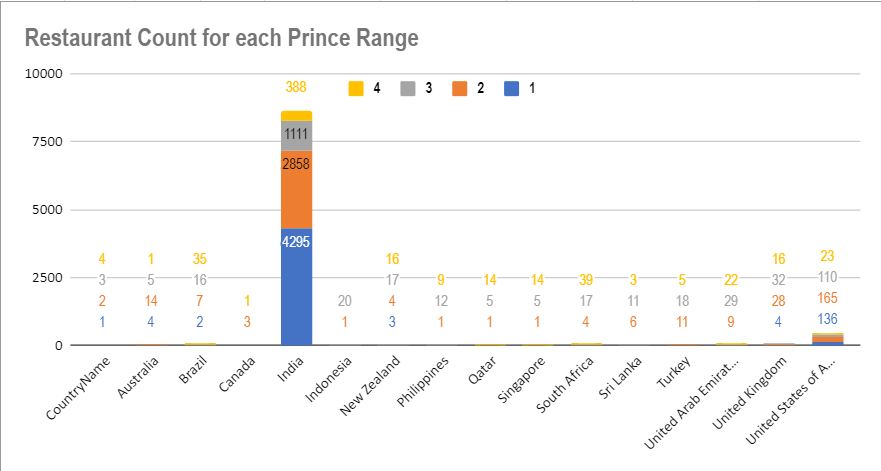 Restaurant Count for each Prince Range
10000
388
4 3 2 1
7500
1111
2858
5000
4295
4 1 35 16 16 23
3 5 16 17 9 14 14 39 3 5 22 32 110
2500
2 14 7 1 20 4 12 5 5 17 11 18 29 28 165
1 4 2 3 1 3 1 1 1 4 6 11 9 4 136
0
CountryName
Australia
Brazil
Canada
India
Indonesia
New Zealand
Philippines
Qatar
Singapore
South Africa
Sri Lanka
Turkey
United Arab Emirat...
United Kingdom
United States of A...